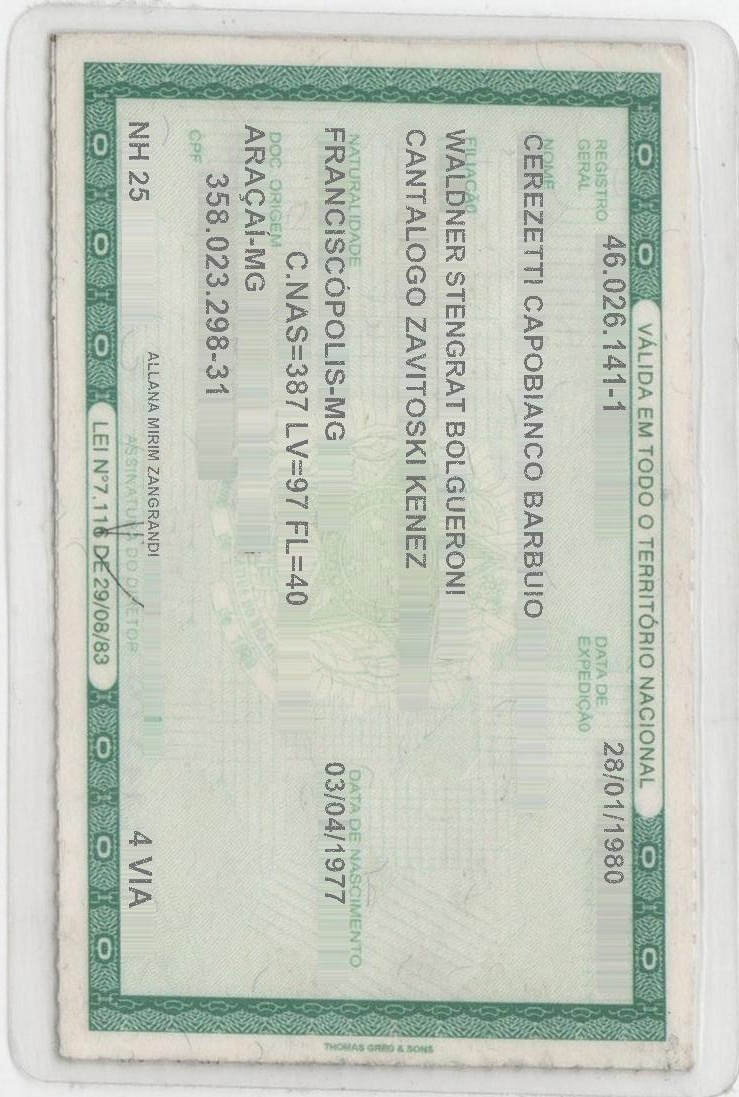 VÁLIDA EM TODO O TERRITÓRIO NACIONAL
REGISTRO GERAL 46.026.141-1 DATA DE EXPEDIÇÃO 28/01/1980
NOME
CEREZETTI CAPOBIANCO BARBUIO
FILIAÇÃO
WALDNER STENGRAT BOLGUERONI
CANTALOGO ZAVITOSKI KENEZ
NATURALIDADE DATA DE NASCIMENTO
FRANCISCÓPOLIS-MG 03/04/1977
DOC. ORIGEM C.NAS=387 LV=97 FL=40
ARAÇAÍ-MG
CPF 358.023.298-31
ALLANA MIRIM ZANGRANDI
NH 25 4 VIA
ASSINATURA DO DIRETOR
LEI Nº7.116 DE 29/08/83
THOMAS GREG & SONS